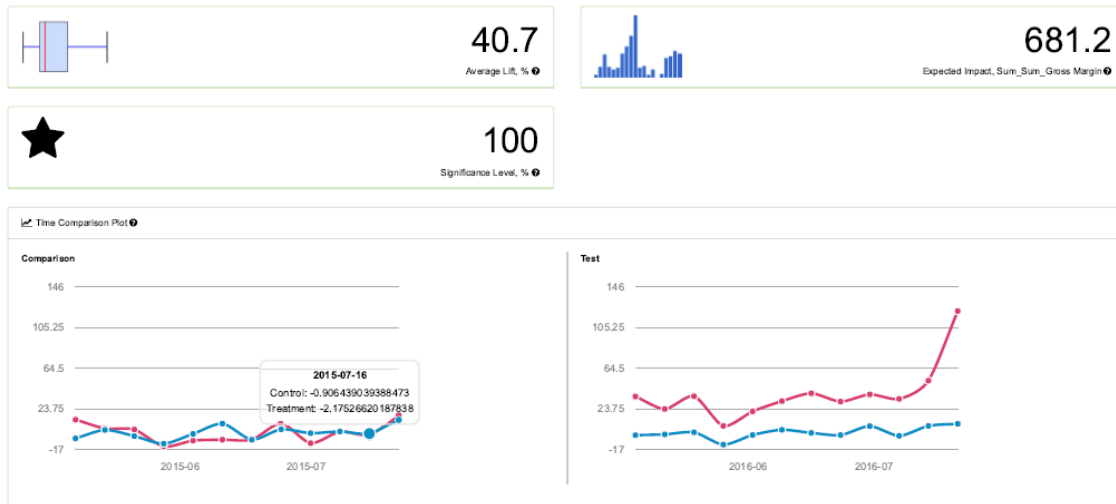 40.7
Average Lift, %
681.2
Expected Impact, Sum_Sum_Gross Margin
100
Significance Level, %
Time Comparison Plot
Comparison
146
105.25
64.5
23.75
-17
2015-06
2015-07
2015-07-16
Control: -0.906439039388473
Treatment: -2.17526620187838
Test
146
105.25
64.5
23.75
-17
2016-06
2016-07